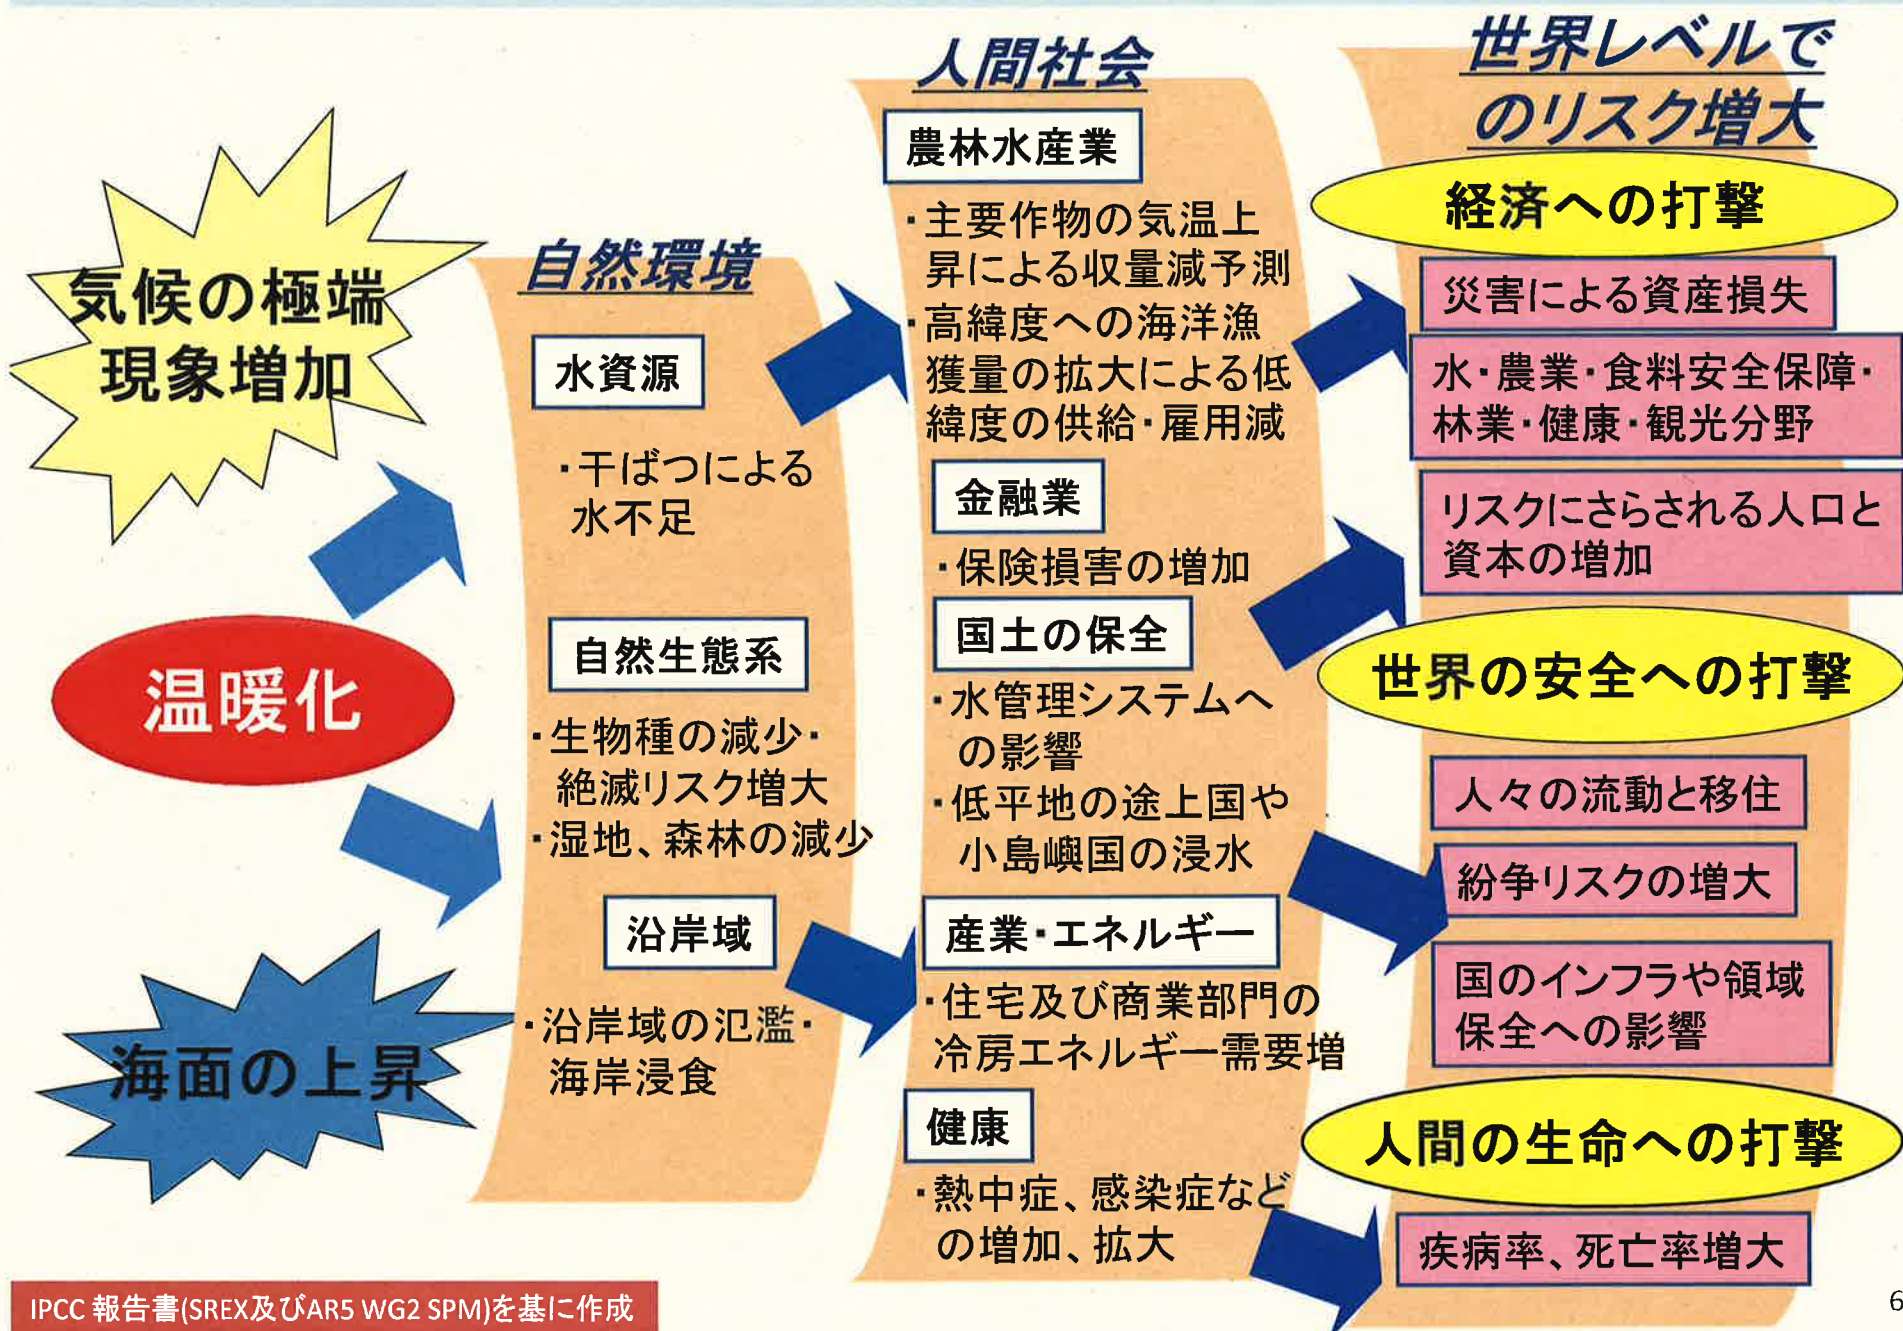 気候の極端
現象増加
温暖化
海面の上昇
自然環境
水資源
・干ばつによる
水不足
自然生態系
・生物種の減少・
絶滅リスク増大
・湿地、森林の減少
沿岸域
・沿岸域の氾濫・
海岸浸食
人間社会
農林水産業
・主要作物の気温上
昇による収量減予測
・高緯度への海洋漁
獲量の拡大による低
緯度の供給・雇用減
金融業
・保険損害の増加
国土の保全
・水管理システムへ
の影響
・低平地の途上国や
小島嶼国の浸水
産業・エネルギー
・住宅及び商業部門の
冷房エネルギー需要増
健康
・熱中症、感染症など
の増加、拡大
世界レベルで
のリスク増大
経済への打撃
災害による資産損失
水・農業・食料安全保障・
林業・健康・観光分野
リスクにさらされる人口と
資本の増加
世界の安全への打撃
人々の流動と移住
紛争リスクの増大
国のインフラや領域
保全への影響
人間の生命への打撃
疾病率、死亡率増大
IPCC 報告書(SREX及びAR5 WG2 SPM)を基に作成
6